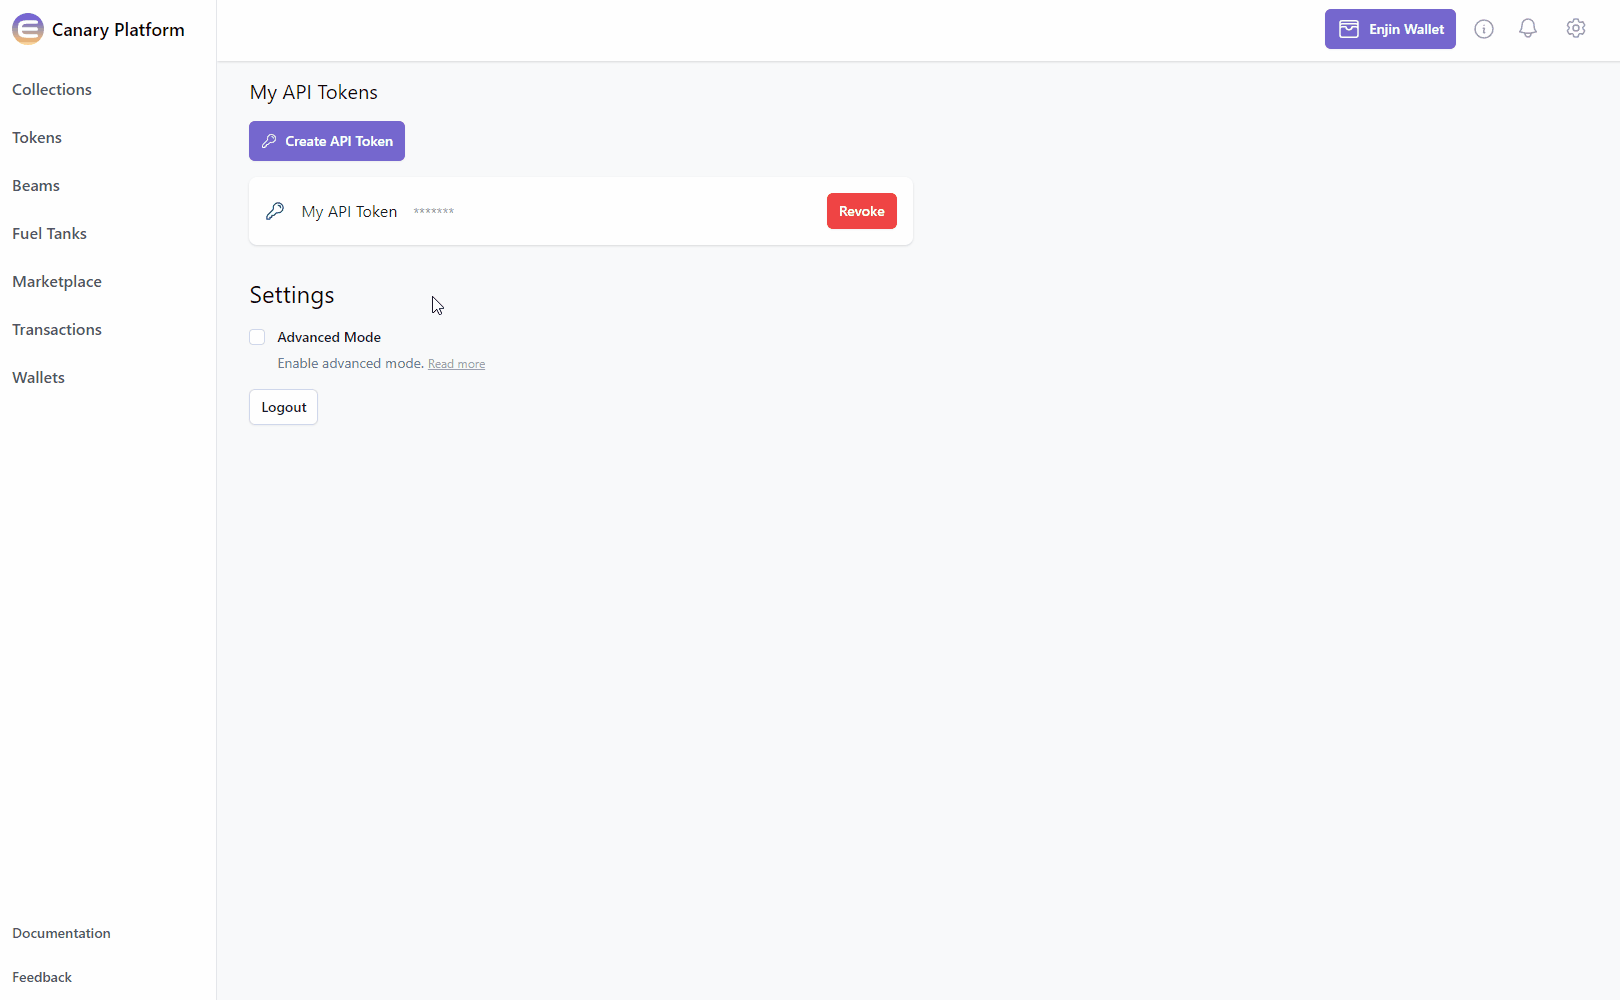 Canary Platform
Enjin Wallet
Collections
Tokens
Beams
Fuel Tanks
Marketplace
Transactions
Wallets
Documentation
Feedback
My API Tokens
Create API Token
My API Token *******
Revoke
Settings
Advanced Mode
Enable advanced mode. Read more
Logout